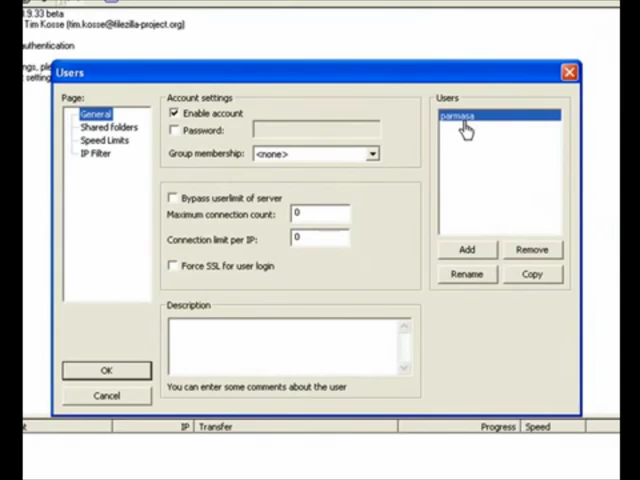 .9.33 beta
Tim Kosse (tim.kosse@filezilla-project.org)
uthentication
Users
Page:
General
Shared folders
Speed Limits
IP Filter
Account settings
Enable account
Password:
Group membership: <none>
Bypass userlimit of server
Maximum connection count: 0
Connection limit per IP: 0
Force SSL for user login
Description
You can enter some comments about the user
Users
parmasa
Add Remove
Rename Copy
OK
Cancel
IP Transfer Progress Speed